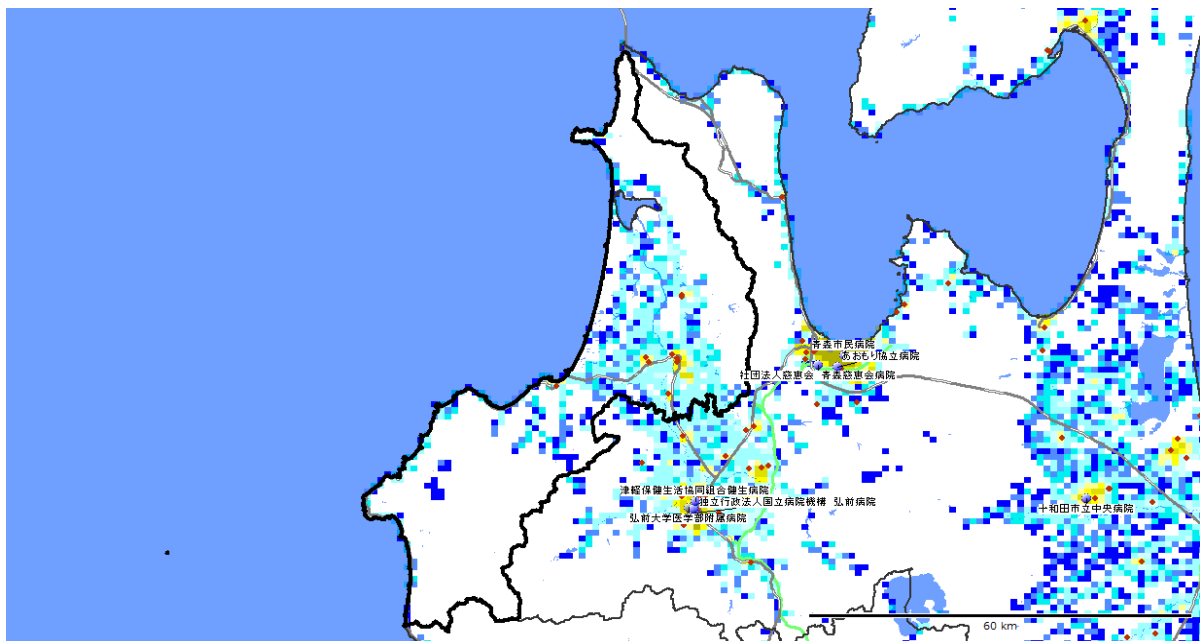 青森市民病院
あおもり協立病院
社団法人慈恵会 青森慈恵会病院
津軽保健生活協同組合健生病院
独立行政法人国立病院機構 弘前病院
弘前大学医学部附属病院
十和田市立中央病院
60 km